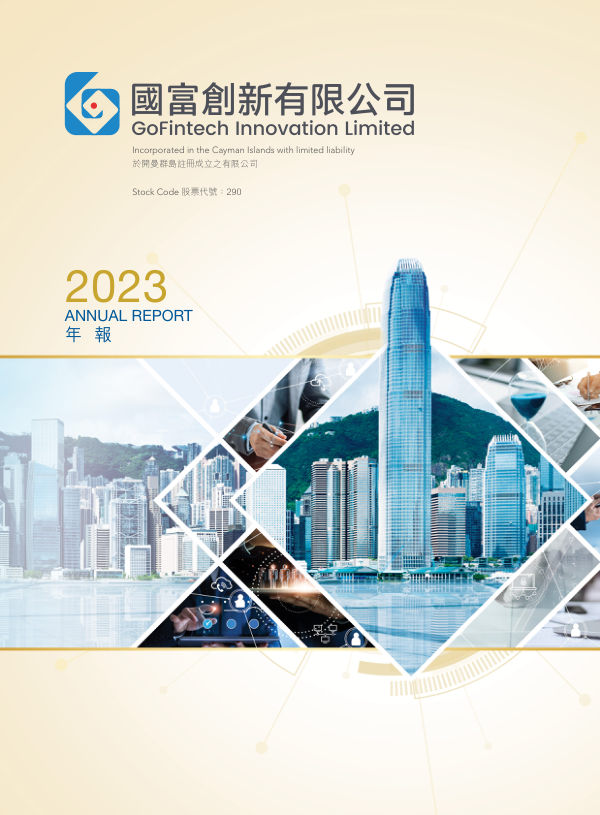 國富創新有限公司
GoFintech Innovation Limited
Incorporated in the Cayman Islands with limited liability
於開曼群島註冊成立之有限公司
Stock Code 股票代號：290
2023
ANNUAL REPORT
年 報